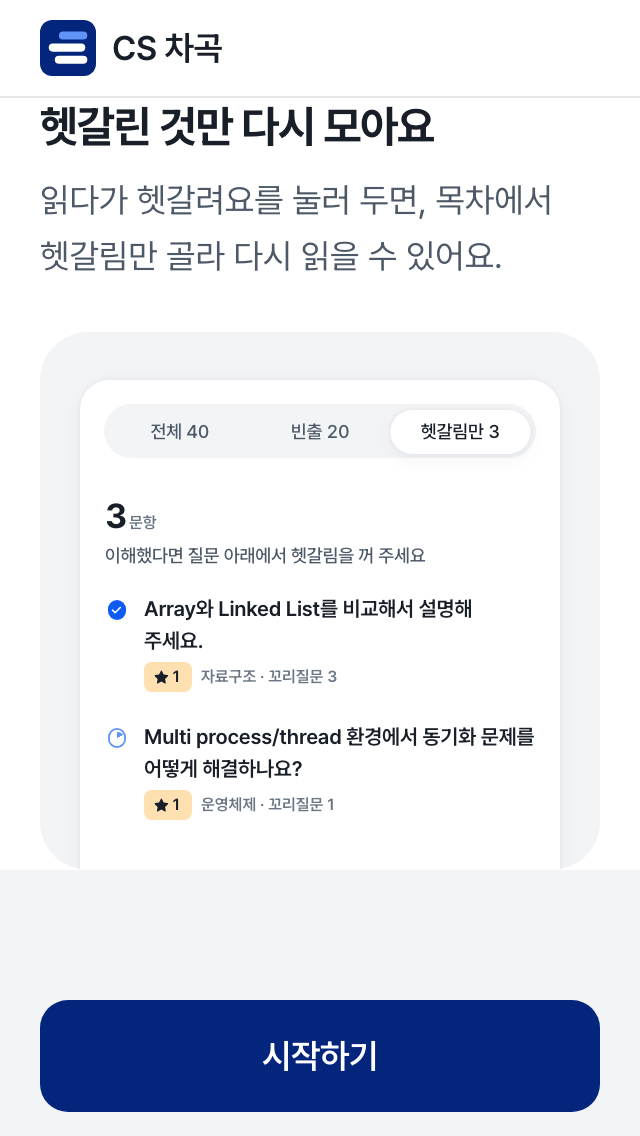 CS 차곡
헷갈린 것만 다시 모아요
읽다가 헷갈려요를 눌러 두면, 목차에서
헷갈림만 골라 다시 읽을 수 있어요.
전체 40 빈출 20 헷갈림만 3
3 문항
이해했다면 질문 아래에서 헷갈림을 꺼 주세요
Array와 Linked List를 비교해서 설명해
주세요.
★ 1 자료구조 · 꼬리질문 3
Multi process/thread 환경에서 동기화 문제를
어떻게 해결하나요?
★ 1 운영체제 · 꼬리질문 1
시작하기